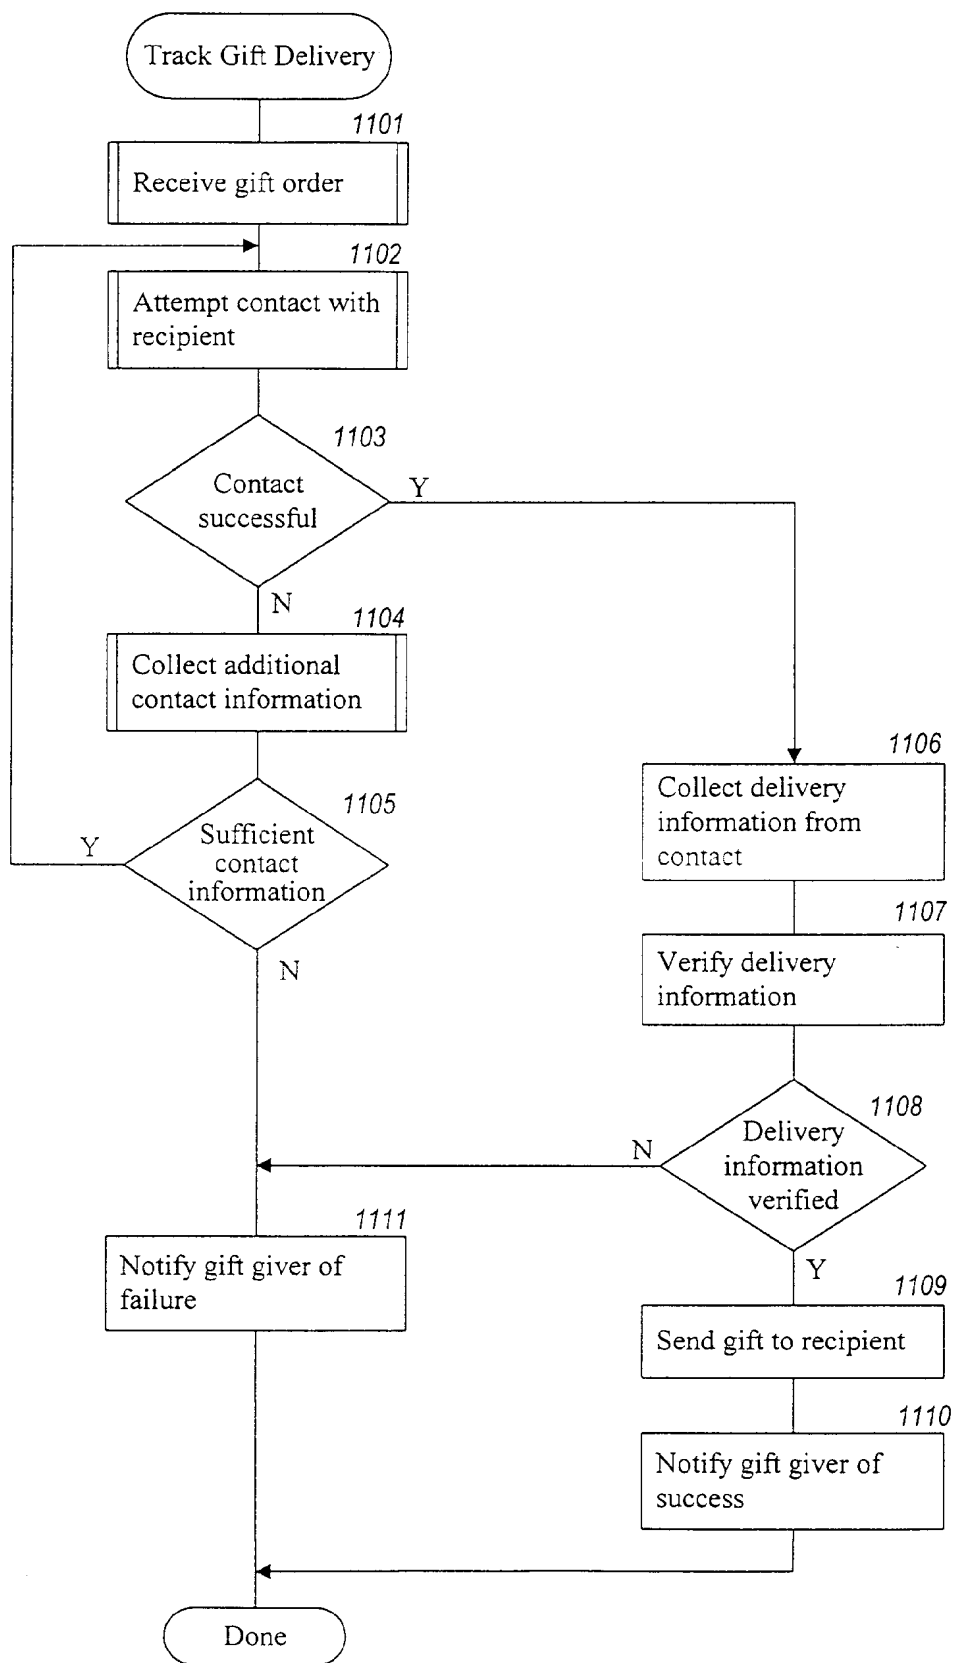 Track Gift Delivery
1101
Receive gift order
1102
Attempt contact with
recipient
1103
Contact
successful
Y
N
1104
Collect additional
contact information
1105
Sufficient
contact
information
Y
N
1106
Collect delivery
information from
contact
1107
Verify delivery
information
1108
Delivery
information
verified
N
Y
1111
Notify gift giver of
failure
1109
Send gift to recipient
1110
Notify gift giver of
success
Done